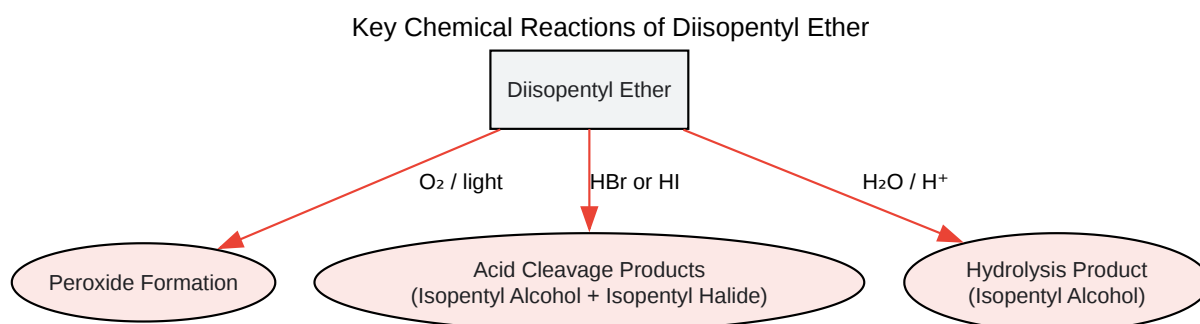 Key Chemical Reactions of Diisopentyl Ether
Diisopentyl Ether
O₂ / light
HBr or HI
H₂O / H⁺
Peroxide Formation
Acid Cleavage Products
(Isopentyl Alcohol + Isopentyl Halide)
Hydrolysis Product
(Isopentyl Alcohol)